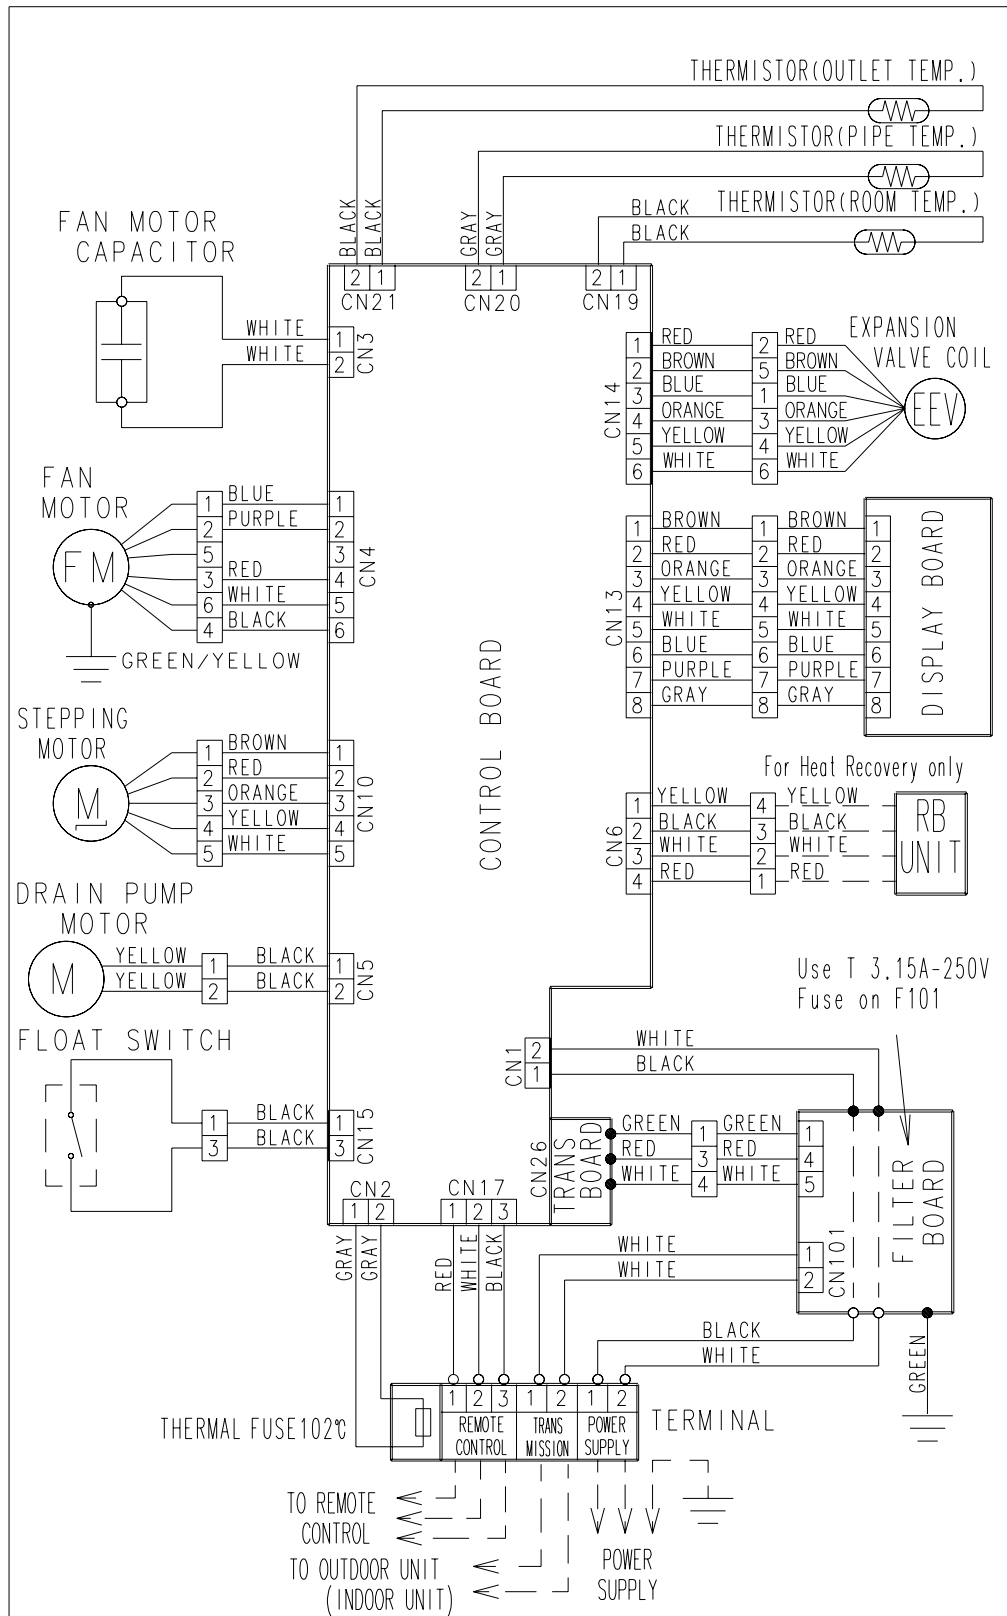 THERMISTOR(OUTLET TEMP.)
THERMISTOR(PIPE TEMP.)
THERMISTOR(ROOM TEMP.)
BLACK
BLACK
BLACK
BLACK
GRAY
GRAY
2 1
CN21
2 1
CN20
2 1
CN19
FAN MOTOR
CAPACITOR
WHITE 1
WHITE 2
CN3
EXPANSION
VALVE COIL
EEV
CN14
1 RED 2 RED
2 BROWN 5 BROWN
3 BLUE 1 BLUE
4 ORANGE 3 ORANGE
5 YELLOW 4 YELLOW
6 WHITE 6 WHITE
FAN
MOTOR
FM
1 BLUE 1
2 PURPLE 2
5 3
3 RED 4
6 WHITE 5
4 BLACK 6
CN4
GREEN/YELLOW
CN13
1 BROWN 1 BROWN 1
2 RED 2 RED 2
3 ORANGE 3 ORANGE 3
4 YELLOW 4 YELLOW 4
5 WHITE 5 WHITE 5
6 BLUE 6 BLUE 6
7 PURPLE 7 PURPLE 7
8 GRAY 8 GRAY 8
DISPLAY BOARD
CONTROL BOARD
STEPPING
MOTOR
M
1 BROWN 1
2 RED 2
3 ORANGE 3
4 YELLOW 4
5 WHITE 5
CN10
For Heat Recovery only
CN6
1 YELLOW 4 YELLOW
2 BLACK 3 BLACK
3 WHITE 2 WHITE
4 RED 1 RED
RB
UNIT
DRAIN PUMP
MOTOR
M
YELLOW 1 BLACK 1
YELLOW 2 BLACK 2
CN5
Use T 3.15A-250V
Fuse on F101
FLOAT SWITCH
1 BLACK 1
3 BLACK 3
CN15
CN1
2 WHITE
1 BLACK
CN26
TRANS
BOARD
GREEN 1 GREEN 1
RED 3 RED 4
WHITE 4 WHITE 5
FILTER
BOARD
CN2
1 2
CN17
1 2 3
GRAY
GRAY
RED
WHITE
BLACK
WHITE 1
WHITE 2
CN101
BLACK
WHITE
GREEN
1 2 3 1 2 1 2
REMOTE
CONTROL
TRANS
MISSION
POWER
SUPPLY
TERMINAL
THERMAL FUSE102℃
TO REMOTE
CONTROL
TO OUTDOOR UNIT
(INDOOR UNIT)
POWER
SUPPLY